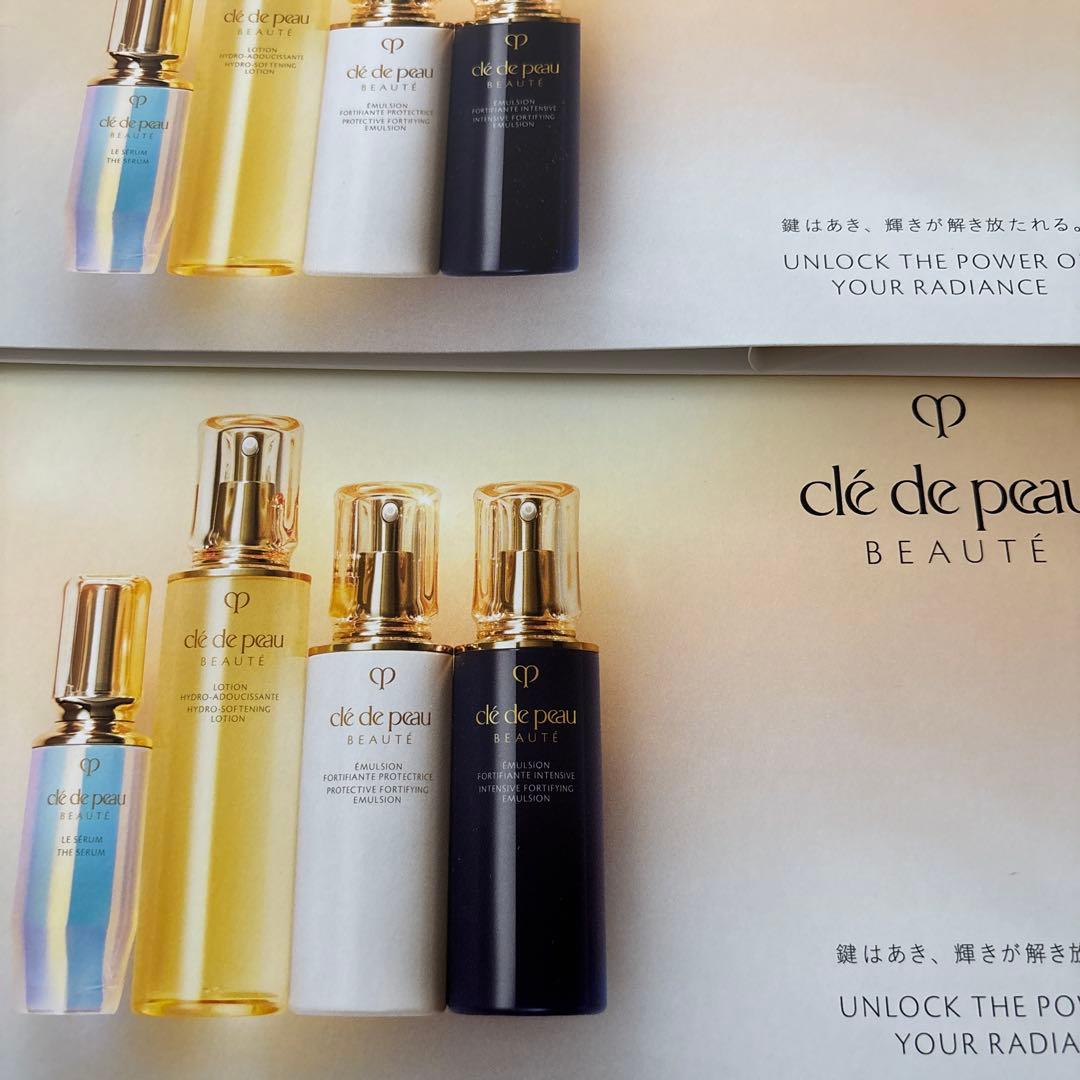 clé de peau
BEAUTÉ
LOTION
HYDRO-ADOUCISSANTE
HYDRO-SOFTENING
LOTION
clé de peau
BEAUTÉ
ÉMULSION
FORTIFIANTE PROTECTRICE
PROTECTIVE FORTIFYING
EMULSION
clé de peau
BEAUTÉ
ÉMULSION
FORTIFIANTE INTENSIVE
INTENSIVE FORTIFYING
EMULSION
clé de peau
BEAUTÉ
LE SÉRUM
THE SERUM
鍵はあき、輝きが解き放たれる。
UNLOCK THE POWER O
YOUR RADIANCE
clé de peau
BEAUTÉ
clé de peau
BEAUTÉ
LOTION
HYDRO-ADOUCISSANTE
HYDRO-SOFTENING
LOTION
clé de peau
BEAUTÉ
ÉMULSION
FORTIFIANTE PROTECTRICE
PROTECTIVE FORTIFYING
EMULSION
clé de peau
BEAUTÉ
ÉMULSION
FORTIFIANTE INTENSIVE
INTENSIVE FORTIFYING
EMULSION
clé de peau
BEAUTÉ
LE SÉRUM
THE SERUM
鍵はあき、輝きが解き放
UNLOCK THE POW
YOUR RADIA